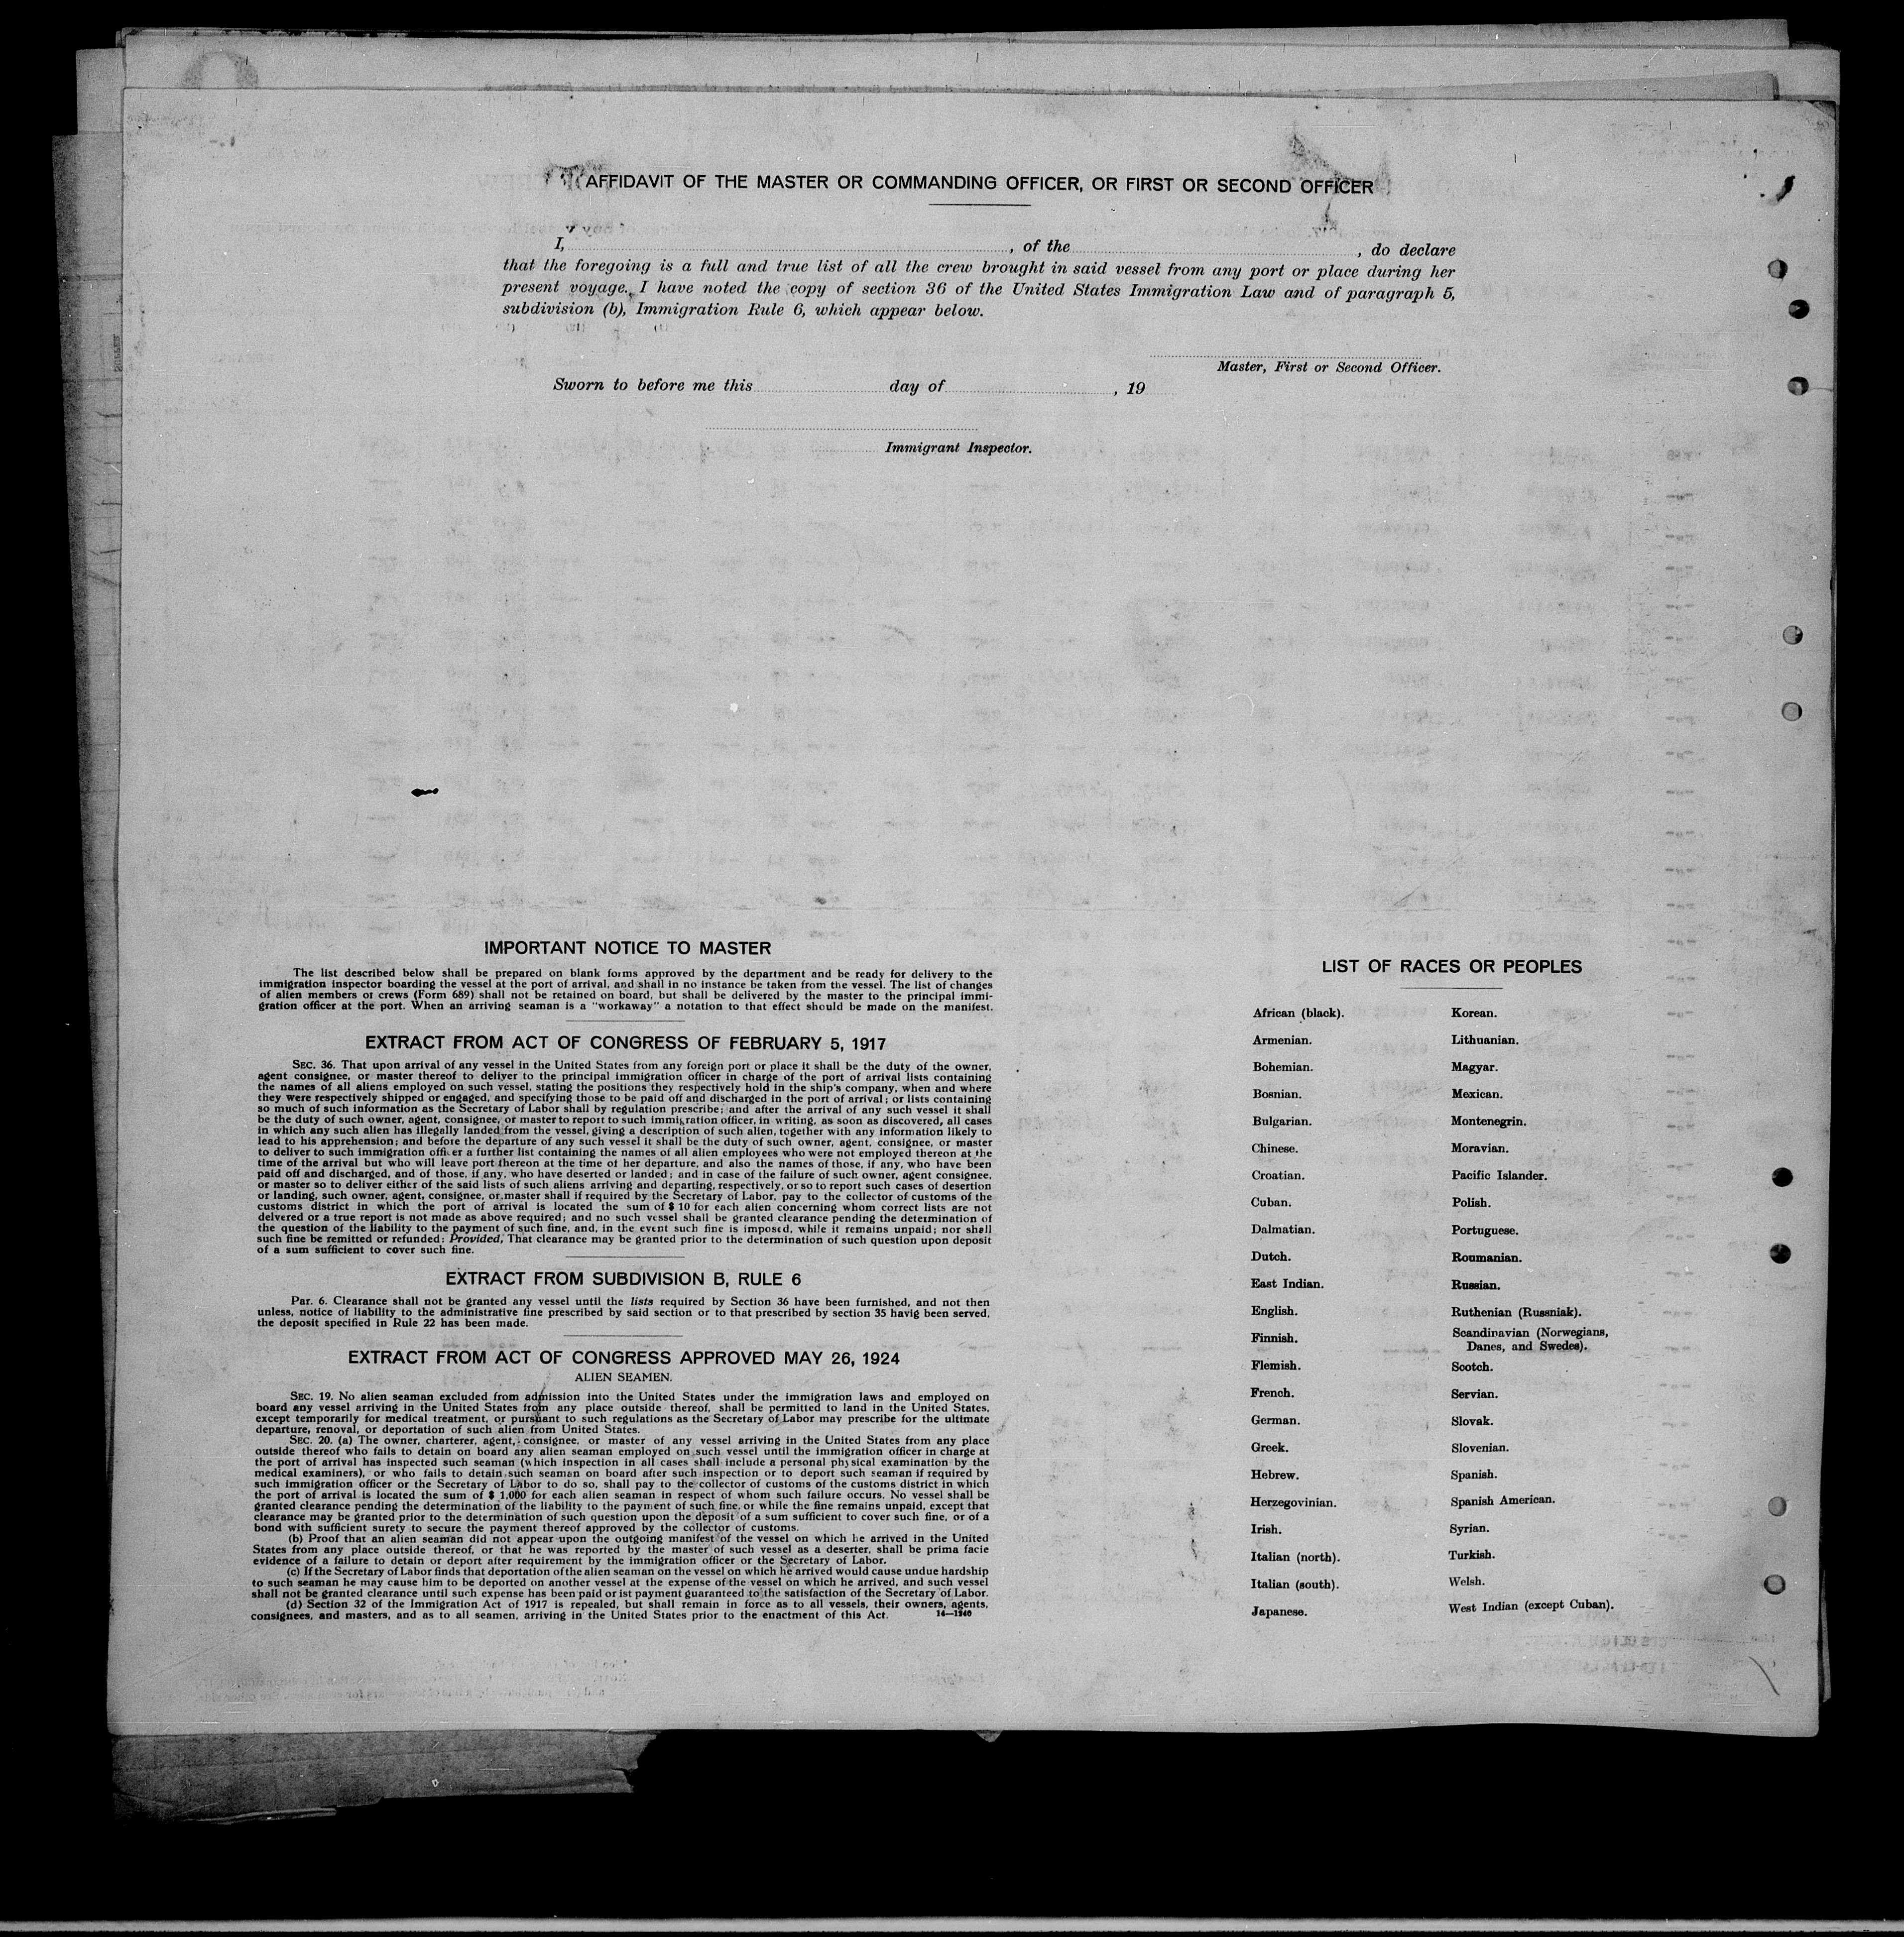 AFFIDAVIT OF THE MASTER OR COMMANDING OFFICER, OR FIRST OR SECOND OFFICER
I, , of the , do declare
that the foregoing is a full and true list of all the crew brought in said vessel from any port or place during her
present voyage. I have noted the copy of section 36 of the United States Immigration Law and of paragraph 5,
subdivision (b), Immigration Rule 6, which appear below.
Master, First or Second Officer.
Sworn to before me this day of , 19
Immigrant Inspector.
IMPORTANT NOTICE TO MASTER
The list described below shall be prepared on blank forms approved by the department and be ready for delivery to the
immigration inspector boarding the vessel at the port of arrival, and shall in no instance be taken from the vessel. The list of changes
of alien members or crews (Form 689) shall not be retained on board, but shall be delivered by the master to the principal immi-
gration officer at the port. When an arriving seaman is a "workaway" a notation to that effect should be made on the manifest.
EXTRACT FROM ACT OF CONGRESS OF FEBRUARY 5, 1917
SEC. 36. That upon arrival of any vessel in the United States from any foreign port or place it shall be the duty of the owner,
agent consignee, or master thereof to deliver to the principal immigration officer in charge of the port of arrival lists containing
the names of all aliens employed on such vessel, stating the positions they respectively hold in the ship's company, when and where
they were respectively shipped or engaged, and specifying those to be paid off and discharged in the port of arrival; or lists containing
so much of such information as the Secretary of Labor shall by regulation prescribe; and after the arrival of any such vessel it shall
be the duty of such owner, agent, consignee, or master to report to such immigration officer, in writing, as soon as discovered, all cases
in which any such alien has illegally landed from the vessel, giving a description of such alien, together with any information likely to
lead to his apprehension; and before the departure of any such vessel it shall be the duty of such owner, agent, consignee, or master
to deliver to such immigration officer a further list containing the names of all alien employees who were not employed thereon at the
time of the arrival but who will leave port thereon at the time of her departure, and also the names of those, if any, who have been
paid off and discharged, and of those, if any, who have deserted or landed; and in case of the failure of such owner, agent consignee,
or master so to deliver either of the said lists of such aliens arriving and departing, respectively, or so to report such cases of desertion
or landing, such owner, agent, consignee, or master shall if required by the Secretary of Labor, pay to the collector of customs of the
customs district in which the port of arrival is located the sum of $ 10 for each alien concerning whom correct lists are not
delvered or a true report is not made as above required; and no such vessel shall be granted clearance pending the determination of
the question of the liability to the payment of such fine, and, in the event such fine is imposed, while it remains unpaid; nor shall
such fine be remitted or refunded: Provided, That clearance may be granted prior to the determination of such question upon deposit
of a sum sufficient to cover such fine.
EXTRACT FROM SUBDIVISION B, RULE 6
Par. 6. Clearance shall not be granted any vessel until the lists required by Section 36 have been furnished, and not then
unless, notice of liability to the administrative fine prescribed by said section or to that prescribed by section 35 havig been served,
the deposit specified in Rule 22 has been made.
EXTRACT FROM ACT OF CONGRESS APPROVED MAY 26, 1924
ALIEN SEAMEN.
SEC. 19. No alien seaman excluded from admission into the United States under the immigration laws and employed on
board any vessel arriving in the United States from any place outside thereof, shall be permitted to land in the United States,
except temporarily for medical treatment, or pursuant to such regulations as the Secretary of Labor may prescribe for the ultimate
departure, renoval, or deportation of such alien from United States.
SEC. 20. (a) The owner, charterer, agent, consignee, or master of any vessel arriving in the United States from any place
outside thereof who fails to detain on board any alien seaman employed on such vessel until the immigration officer in charge at
the port of arrival has inspected such seaman (which inspection in all cases shall include a personal physical examination by the
medical examiners), or who fails to detain such seaman on board after such inspection or to deport such seaman if required by
such immigration officer or the Secretary of Labor to do so, shall pay to the collector of customs of the customs district in which
the port of arrival is located the sum of $ 1,000 for each alien seaman in respect of whom such failure occurs. No vessel shall be
granted clearance pending the determination of the liability to the payment of such fine, or while the fine remains unpaid, except that
clearance may be granted prior to the determination of such question upon the deposit of a sum sufficient to cover such fine, or of a
bond with sufficient surety to secure the payment thereof approved by the collector of customs.
(b) Proof that an alien seaman did not appear upon the outgoing manifest of the vessel on which he arrived in the United
States from any place outside thereof, or that he was reported by the master of such vessel as a deserter, shall be prima facie
evidence of a failure to detain or deport after requirement by the immigration officer or the Secretary of Labor.
(c) If the Secretary of Labor finds that deportation of the alien seaman on the vessel on which he arrived would cause undue hardship
to such seaman he may cause him to be deported on another vessel at the expense of the vessel on which he arrived, and such vessel
shall not be granted clearance until such expense has been paid or ist payment guaranteed to the satisfaction of the Secretary of Labor.
(d) Section 32 of the Immigration Act of 1917 is repealed, but shall remain in force as to all vessels, their owners, agents,
consignees, and masters, and as to all seamen, arriving in the United States prior to the enactment of this Act. 14—1240
LIST OF RACES OR PEOPLES
African (black).
Armenian.
Bohemian.
Bosnian.
Bulgarian.
Chinese.
Croatian.
Cuban.
Dalmatian.
Dutch.
East Indian.
English.
Finnish.
Flemish.
French.
German.
Greek.
Hebrew.
Herzegovinian.
Irish.
Italian (north).
Italian (south).
Japanese.
Korean.
Lithuanian.
Magyar.
Mexican.
Montenegrin.
Moravian.
Pacific Islander.
Polish.
Portuguese.
Roumanian.
Russian.
Ruthenian (Russniak).
Scandinavian (Norwegians,
Danes, and Swedes).
Scotch.
Servian.
Slovak.
Slovenian.
Spanish.
Spanish American.
Syrian.
Turkish.
Welsh.
West Indian (except Cuban).